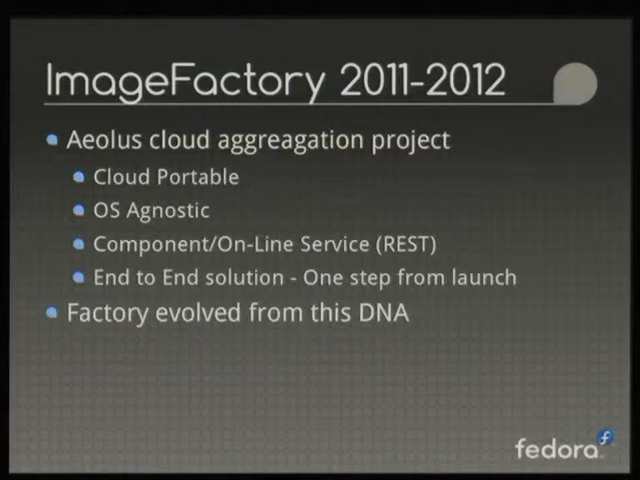 ImageFactory 2011-2012
Aeolus cloud aggreagation project
Cloud Portable
OS Agnostic
Component/On-Line Service (REST)
End to End solution - One step from launch
Factory evolved from this DNA
fedora